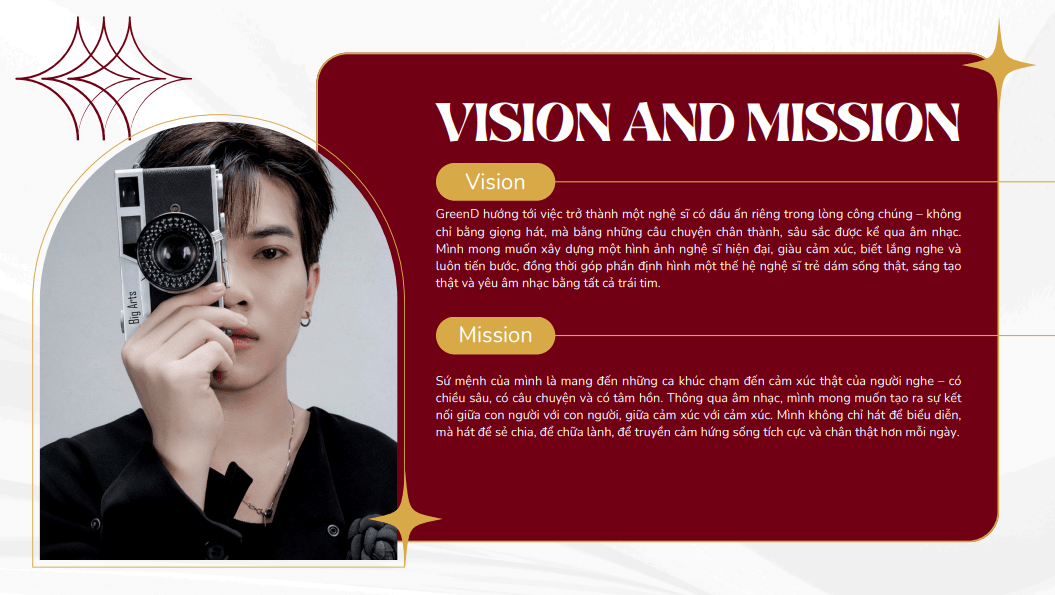 VISION AND MISSION
Vision
GreenD hướng tới việc trở thành một nghệ sĩ có dấu ấn riêng trong lòng công chúng – không
chỉ bằng giọng hát, mà bằng những câu chuyện chân thành, sâu sắc được kể qua âm nhạc.
Mình mong muốn xây dựng một hình ảnh nghệ sĩ hiện đại, giàu cảm xúc, biết lắng nghe và
luôn tiến bước, đồng thời góp phần định hình một thế hệ nghệ sĩ trẻ dám sống thật, sáng tạo
thật và yêu âm nhạc bằng tất cả trái tim.
Mission
Sứ mệnh của mình là mang đến những ca khúc chạm đến cảm xúc thật của người nghe – có
chiều sâu, có câu chuyện và có tâm hồn. Thông qua âm nhạc, mình mong muốn tạo ra sự kết
nối giữa con người với con người, giữa cảm xúc với cảm xúc. Mình không chỉ hát để biểu diễn,
mà hát để sẻ chia, để chữa lành, để truyền cảm hứng sống tích cực và chân thật hơn mỗi ngày.
Big Arts